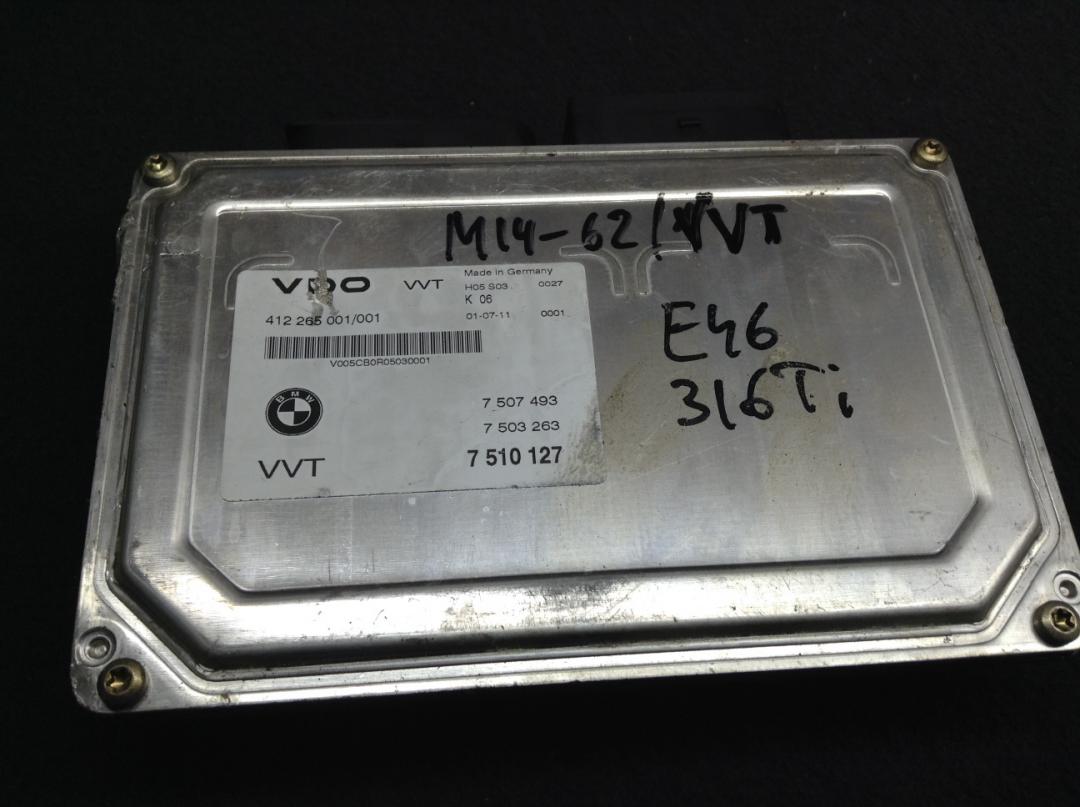 M14-62/VVT
E46
316Ti
VDO VVT
Made in Germany
H05 S03. 0027
K 06
412 265 001/001
01-07-11 0001
V005CB0R05030001
BMW
7 507 493
7 503 263
VVT 7 510 127